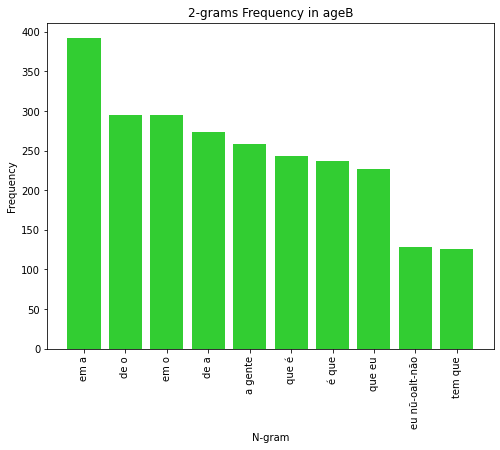 2-grams Frequency in ageB
400
350
300
250
200
150
100
50
0
Frequency
em a
de o
em o
de a
a gente
que é
é que
que eu
eu nũ-oalt-não
tem que
N-gram